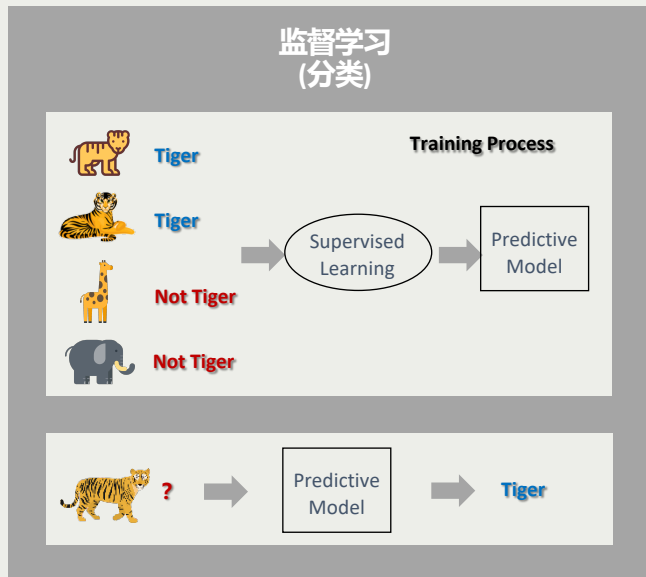 监督学习
(分类)
Training Process
Tiger
Tiger
Not Tiger
Not Tiger
Supervised
Learning
Predictive
Model
?
Predictive
Model
Tiger